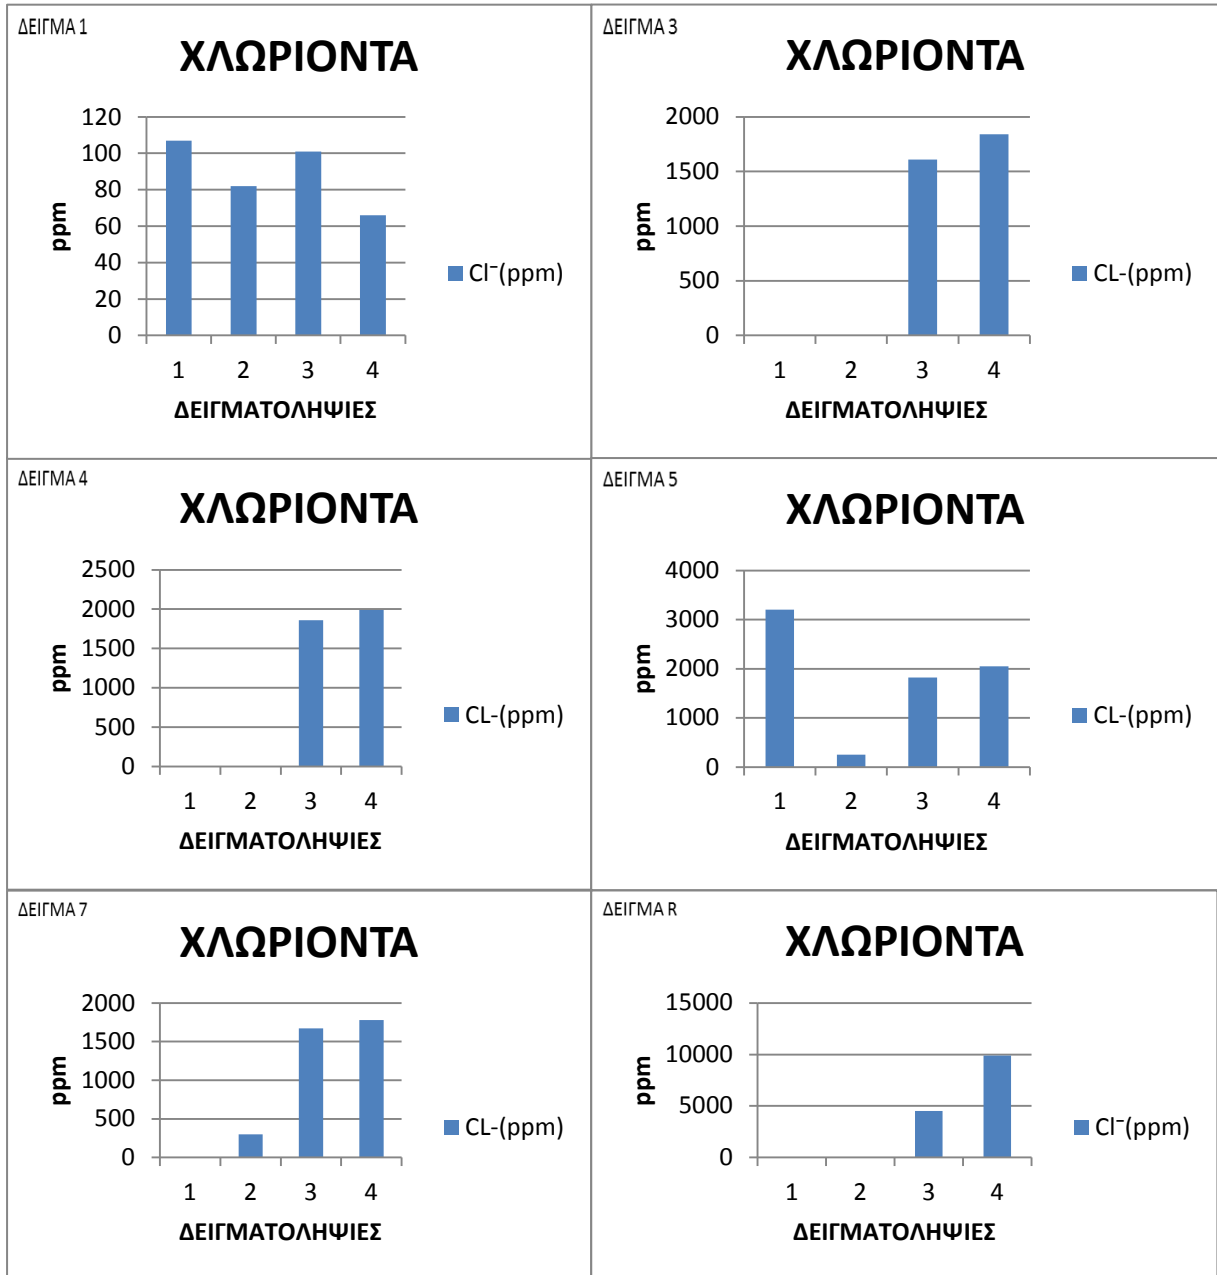 ΔΕΙΓΜΑ 1
ΧΛΩΡΙΟΝΤΑ
120
100
80
60
40
20
0
ppm
1 2 3 4
ΔΕΙΓΜΑΤΟΛΗΨΙΕΣ
Cl⁻(ppm)
ΔΕΙΓΜΑ 3
ΧΛΩΡΙΟΝΤΑ
2000
1500
1000
500
0
ppm
1 2 3 4
ΔΕΙΓΜΑΤΟΛΗΨΙΕΣ
CL-(ppm)
ΔΕΙΓΜΑ 4
ΧΛΩΡΙΟΝΤΑ
2500
2000
1500
1000
500
0
ppm
1 2 3 4
ΔΕΙΓΜΑΤΟΛΗΨΙΕΣ
CL-(ppm)
ΔΕΙΓΜΑ 5
ΧΛΩΡΙΟΝΤΑ
4000
3000
2000
1000
0
ppm
1 2 3 4
ΔΕΙΓΜΑΤΟΛΗΨΙΕΣ
CL-(ppm)
ΔΕΙΓΜΑ 7
ΧΛΩΡΙΟΝΤΑ
2000
1500
1000
500
0
ppm
1 2 3 4
ΔΕΙΓΜΑΤΟΛΗΨΙΕΣ
CL-(ppm)
ΔΕΙΓΜΑ R
ΧΛΩΡΙΟΝΤΑ
15000
10000
5000
0
ppm
1 2 3 4
ΔΕΙΓΜΑΤΟΛΗΨΙΕΣ
Cl⁻(ppm)